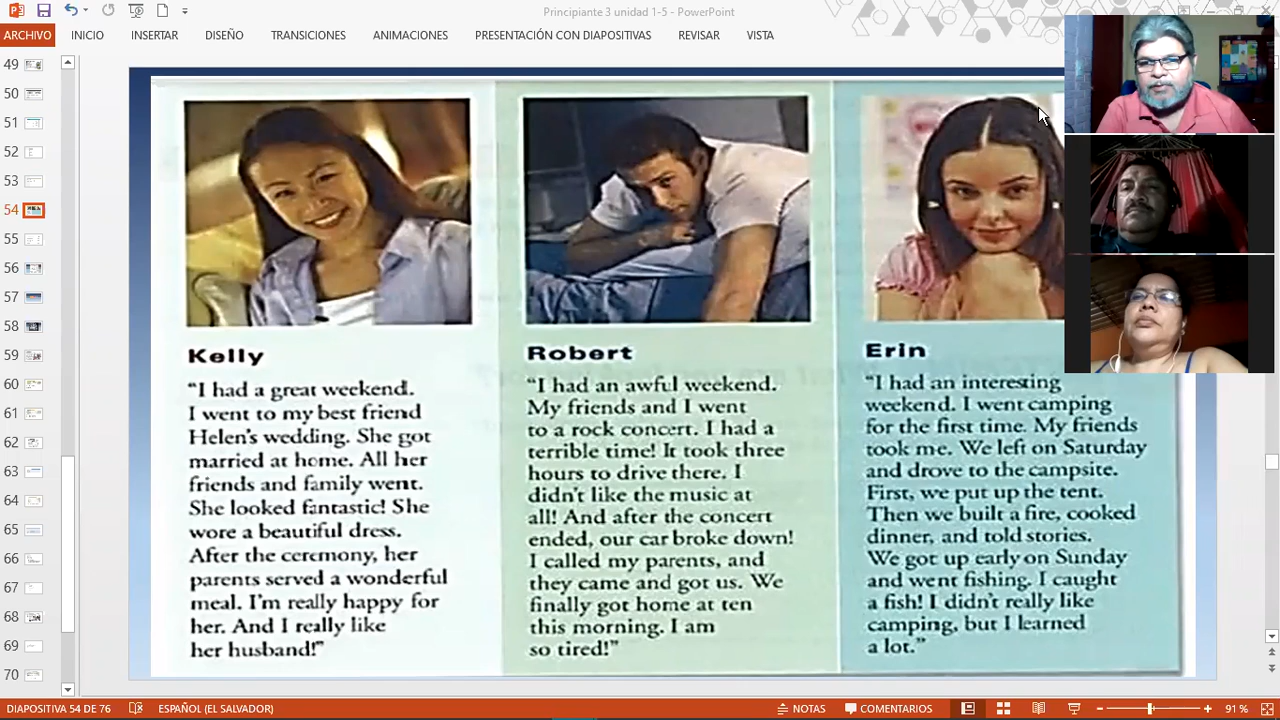 Principiante 3 unidad 1-5 - PowerPoint
ARCHIVO INICIO INSERTAR DISEÑO TRANSICIONES ANIMACIONES PRESENTACIÓN CON DIAPOSITIVAS REVISAR VISTA
49
50
51
52
53
54
55
56
57
58
59
60
61
62
63
64
65
66
67
68
69
70
Kelly
"I had a great weekend.
I went to my best friend
Helen's wedding. She got
married at home. All her
friends and family went.
She looked fantastic! She
wore a beautiful dress.
After the ceremony, her
parents served a wonderful
meal. I'm really happy for
her. And I really like
her husband!"
Robert
"I had an awful weekend.
My friends and I went
to a rock concert. I had a
terrible time! It took three
hours to drive there. I
didn't like the music at
all! And after the concert
ended, our car broke down!
I called my parents, and
they came and got us. We
finally got home at ten
this morning. I am
so tired!"
Erin
"I had an interesting
weekend. I went camping
for the first time. My friends
took me. We left on Saturday
and drove to the campsite.
First, we put up the tent.
Then we built a fire, cooked
dinner, and told stories.
We got up early on Sunday
and went fishing. I caught
a fish! I didn't really like
camping, but I learned
a lot."
DIAPOSITIVA 54 DE 76 ESPAÑOL (EL SALVADOR) NOTAS COMENTARIOS 91 %